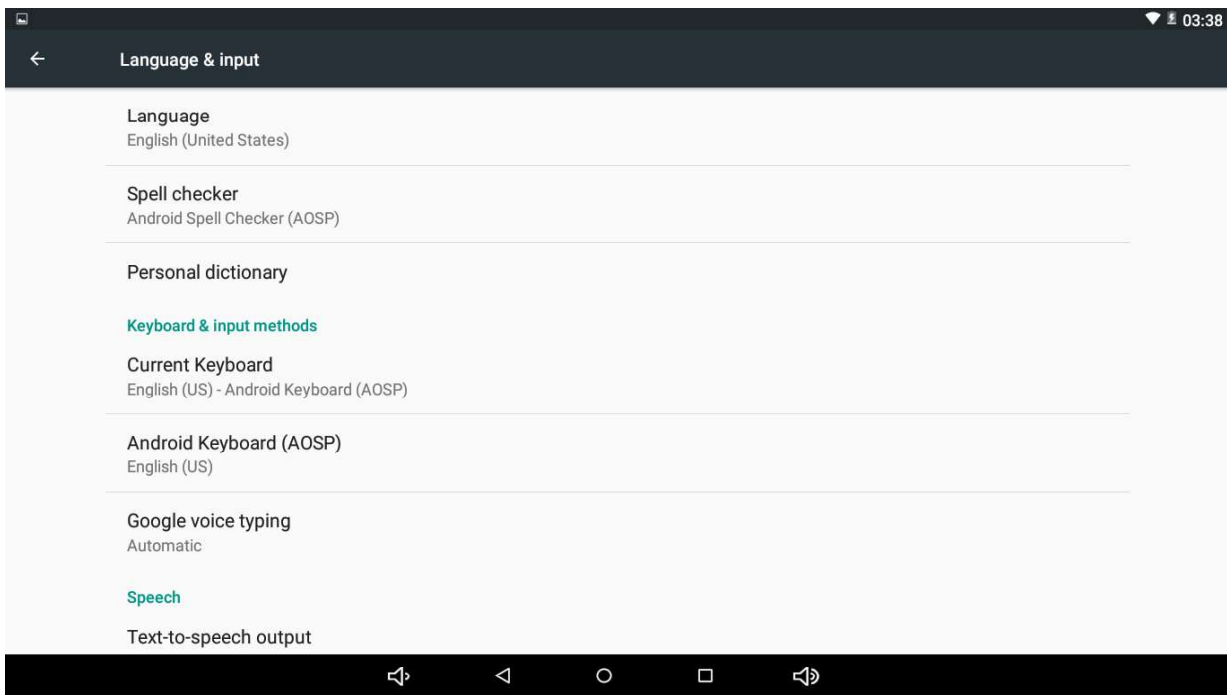 03:38
Language & input
Language
English (United States)
Spell checker
Android Spell Checker (AOSP)
Personal dictionary
Keyboard & input methods
Current Keyboard
English (US) - Android Keyboard (AOSP)
Android Keyboard (AOSP)
English (US)
Google voice typing
Automatic
Speech
Text-to-speech output